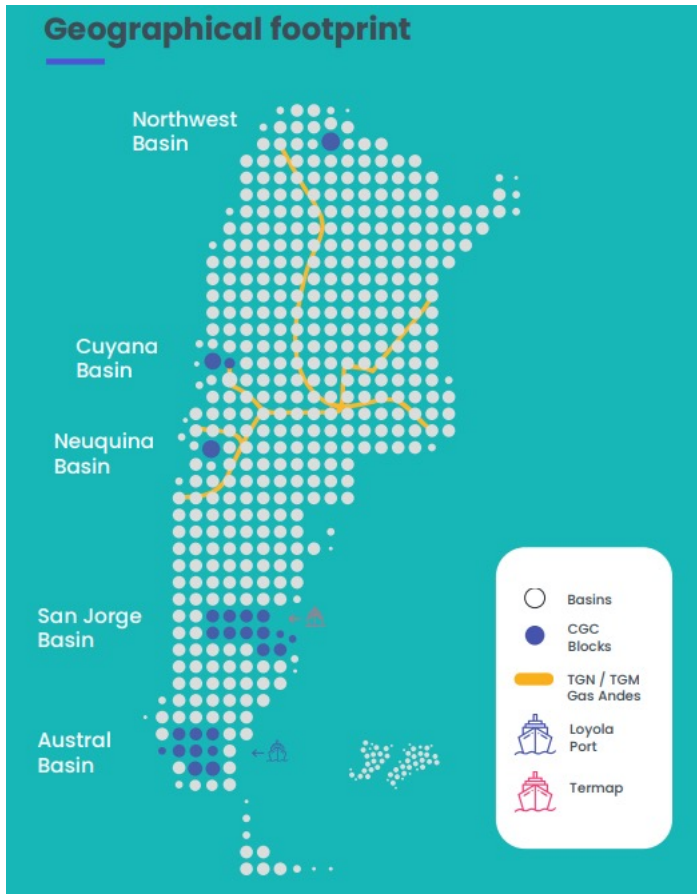 Geographical footprint
Northwest
Basin
Cuyana
Basin
Neuquina
Basin
San Jorge
Basin
Austral
Basin
Basins
CGC
Blocks
TGN / TGM
Gas Andes
Loyola
Port
Termap